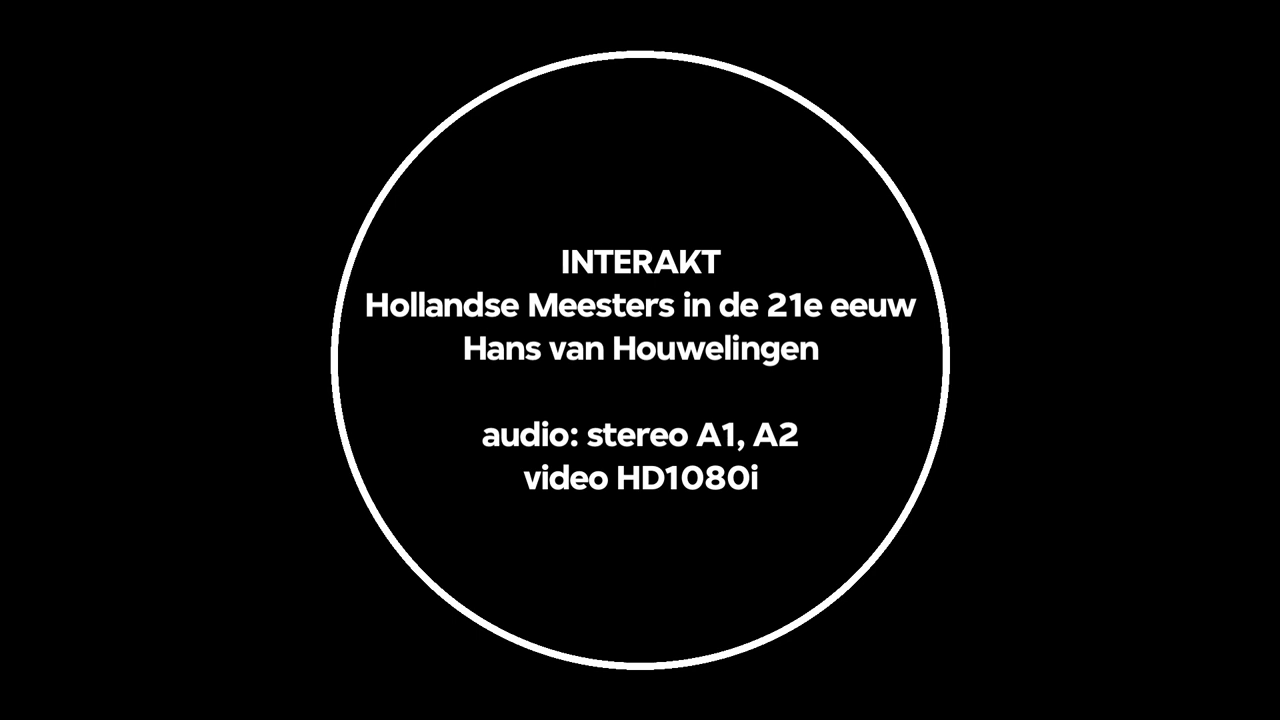 INTERAKT
Hollandse Meesters in de 21e eeuw
Hans van Houwelingen
audio: stereo A1, A2
video HD1080i